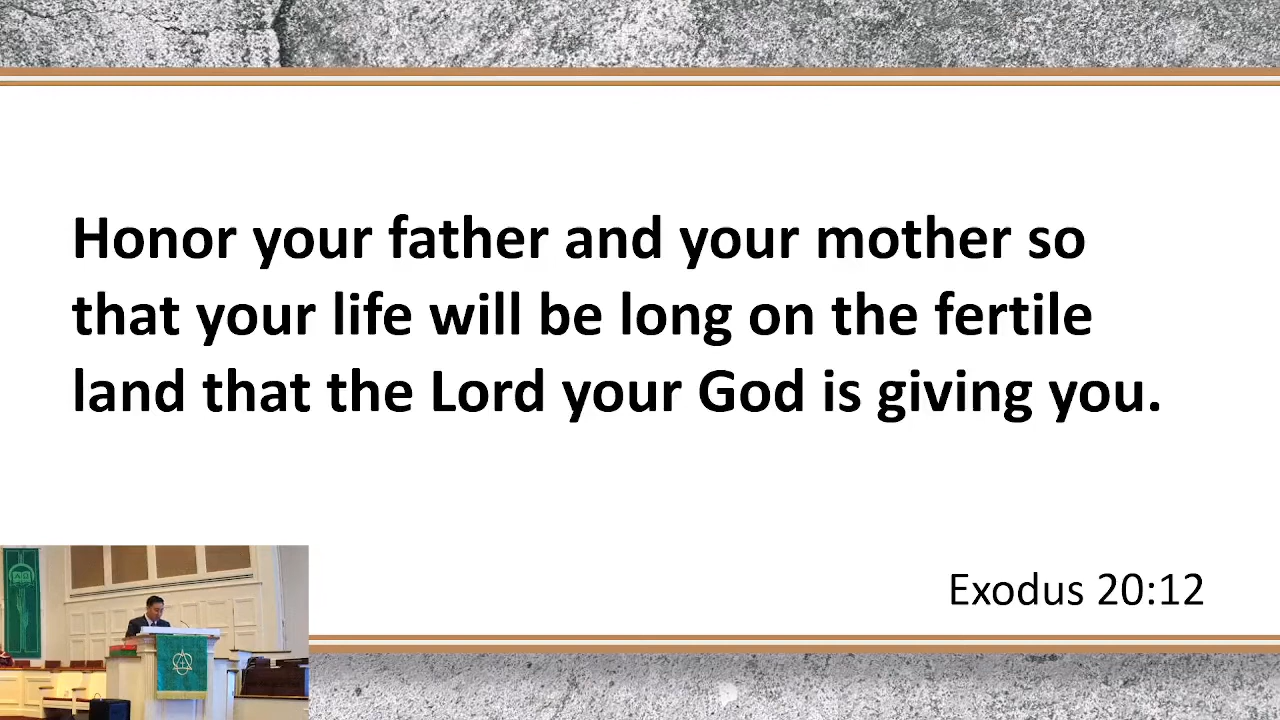 Honor your father and your mother so
that your life will be long on the fertile
land that the Lord your God is giving you.
Exodus 20:12